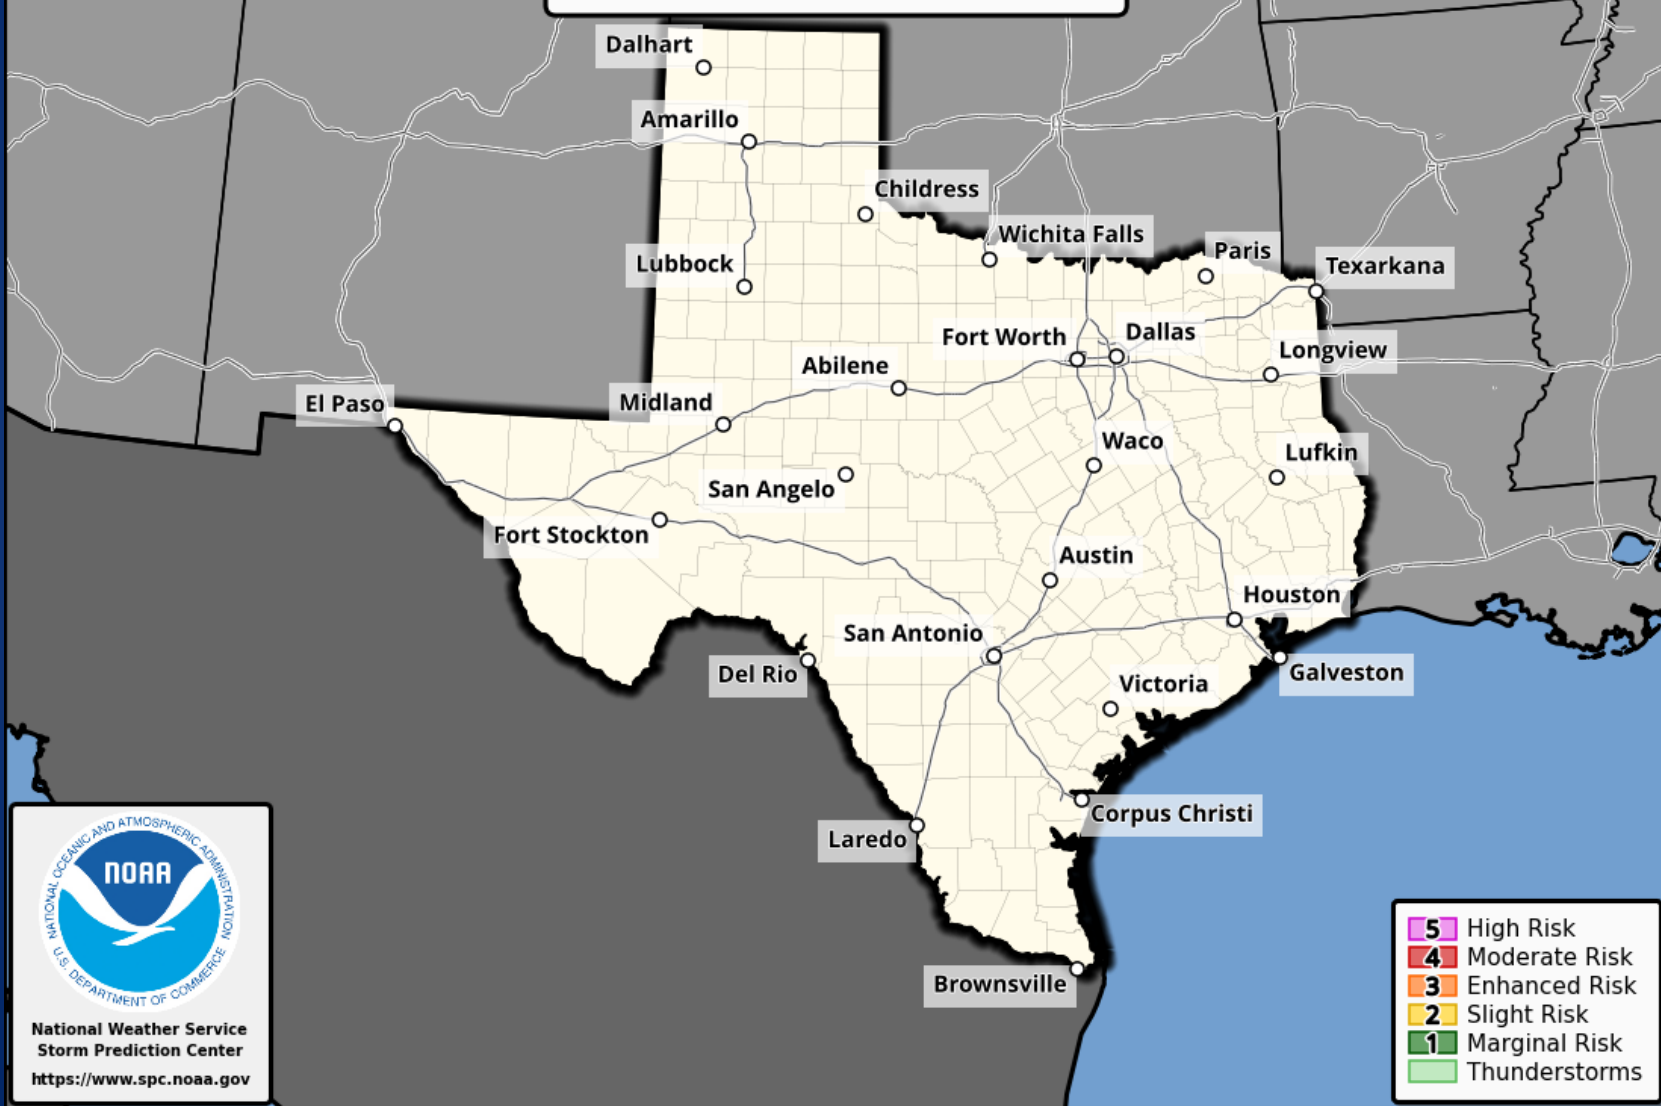 Dalhart
Amarillo
Childress
Wichita Falls
Paris
Texarkana
Lubbock
Fort Worth
Dallas
Longview
Abilene
El Paso
Midland
Waco
Lufkin
San Angelo
Fort Stockton
Austin
Houston
San Antonio
Del Rio
Galveston
Victoria
Corpus Christi
Laredo
Brownsville
NATIONAL OCEANIC AND ATMOSPHERIC ADMINISTRATION
NOAA
U.S. DEPARTMENT OF COMMERCE
National Weather Service
Storm Prediction Center
https://www.spc.noaa.gov
5 High Risk
4 Moderate Risk
3 Enhanced Risk
2 Slight Risk
1 Marginal Risk
Thunderstorms